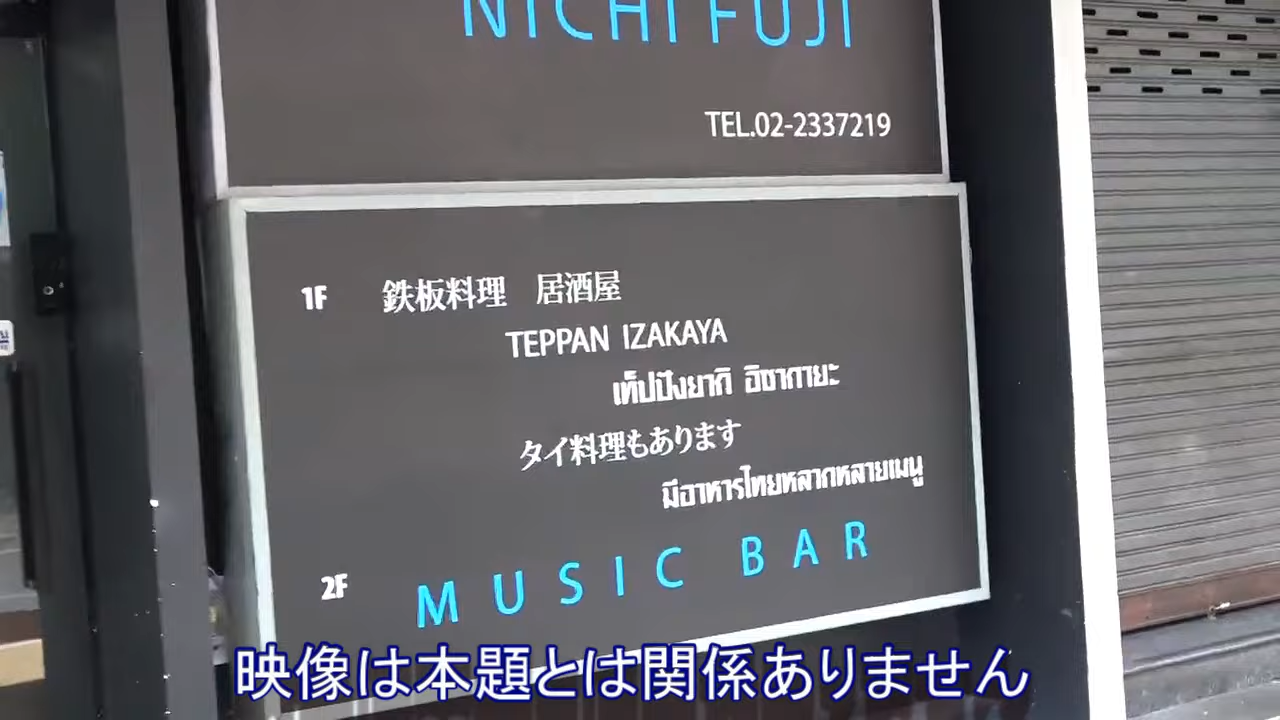 NICHI FUJI
TEL.02-2337219
1F 鉄板料理 居酒屋
TEPPAN IZAKAYA
เท็ปปังยากิ อิซากายะ
タイ料理もあります
มีอาหารไทยหลากหลายเมนู
2F MUSIC BAR
映像は本題とは関係ありません